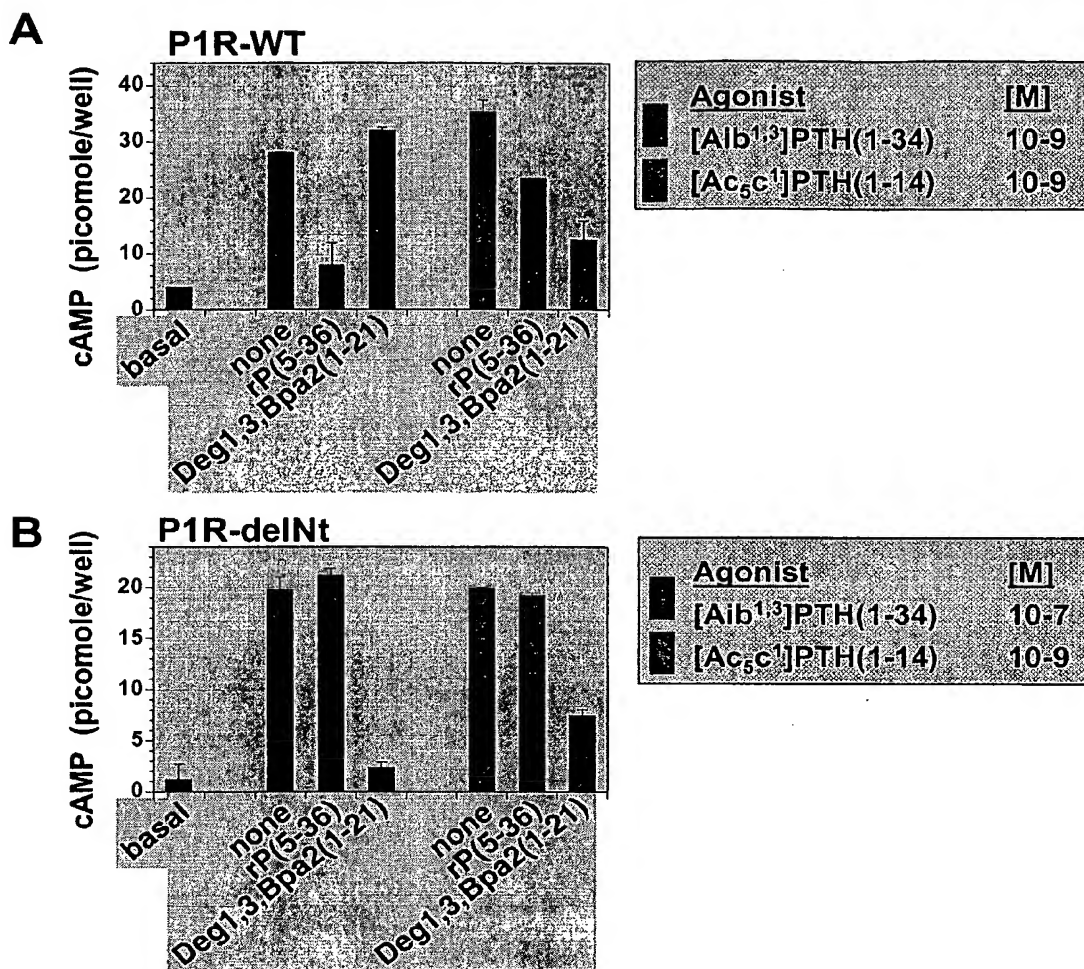 A
P1R-WT
cAMP (picomole/well)
40
30
20
10
0
basal
none
rP(5-36)
Deg1,3,Bpa2(1-21)
none
rP(5-36)
Deg1,3,Bpa2(1-21)
Agonist [M]
[Aib1,3]PTH(1-34) 10-9
[Ac5c1]PTH(1-14) 10-9
B
P1R-delNt
cAMP (picomole/well)
20
15
10
5
0
basal
none
rP(5-36)
Deg1,3,Bpa2(1-21)
none
rP(5-36)
Deg1,3,Bpa2(1-21)
Agonist [M]
[Aib1,3]PTH(1-34) 10-7
[Ac5c1]PTH(1-14) 10-9